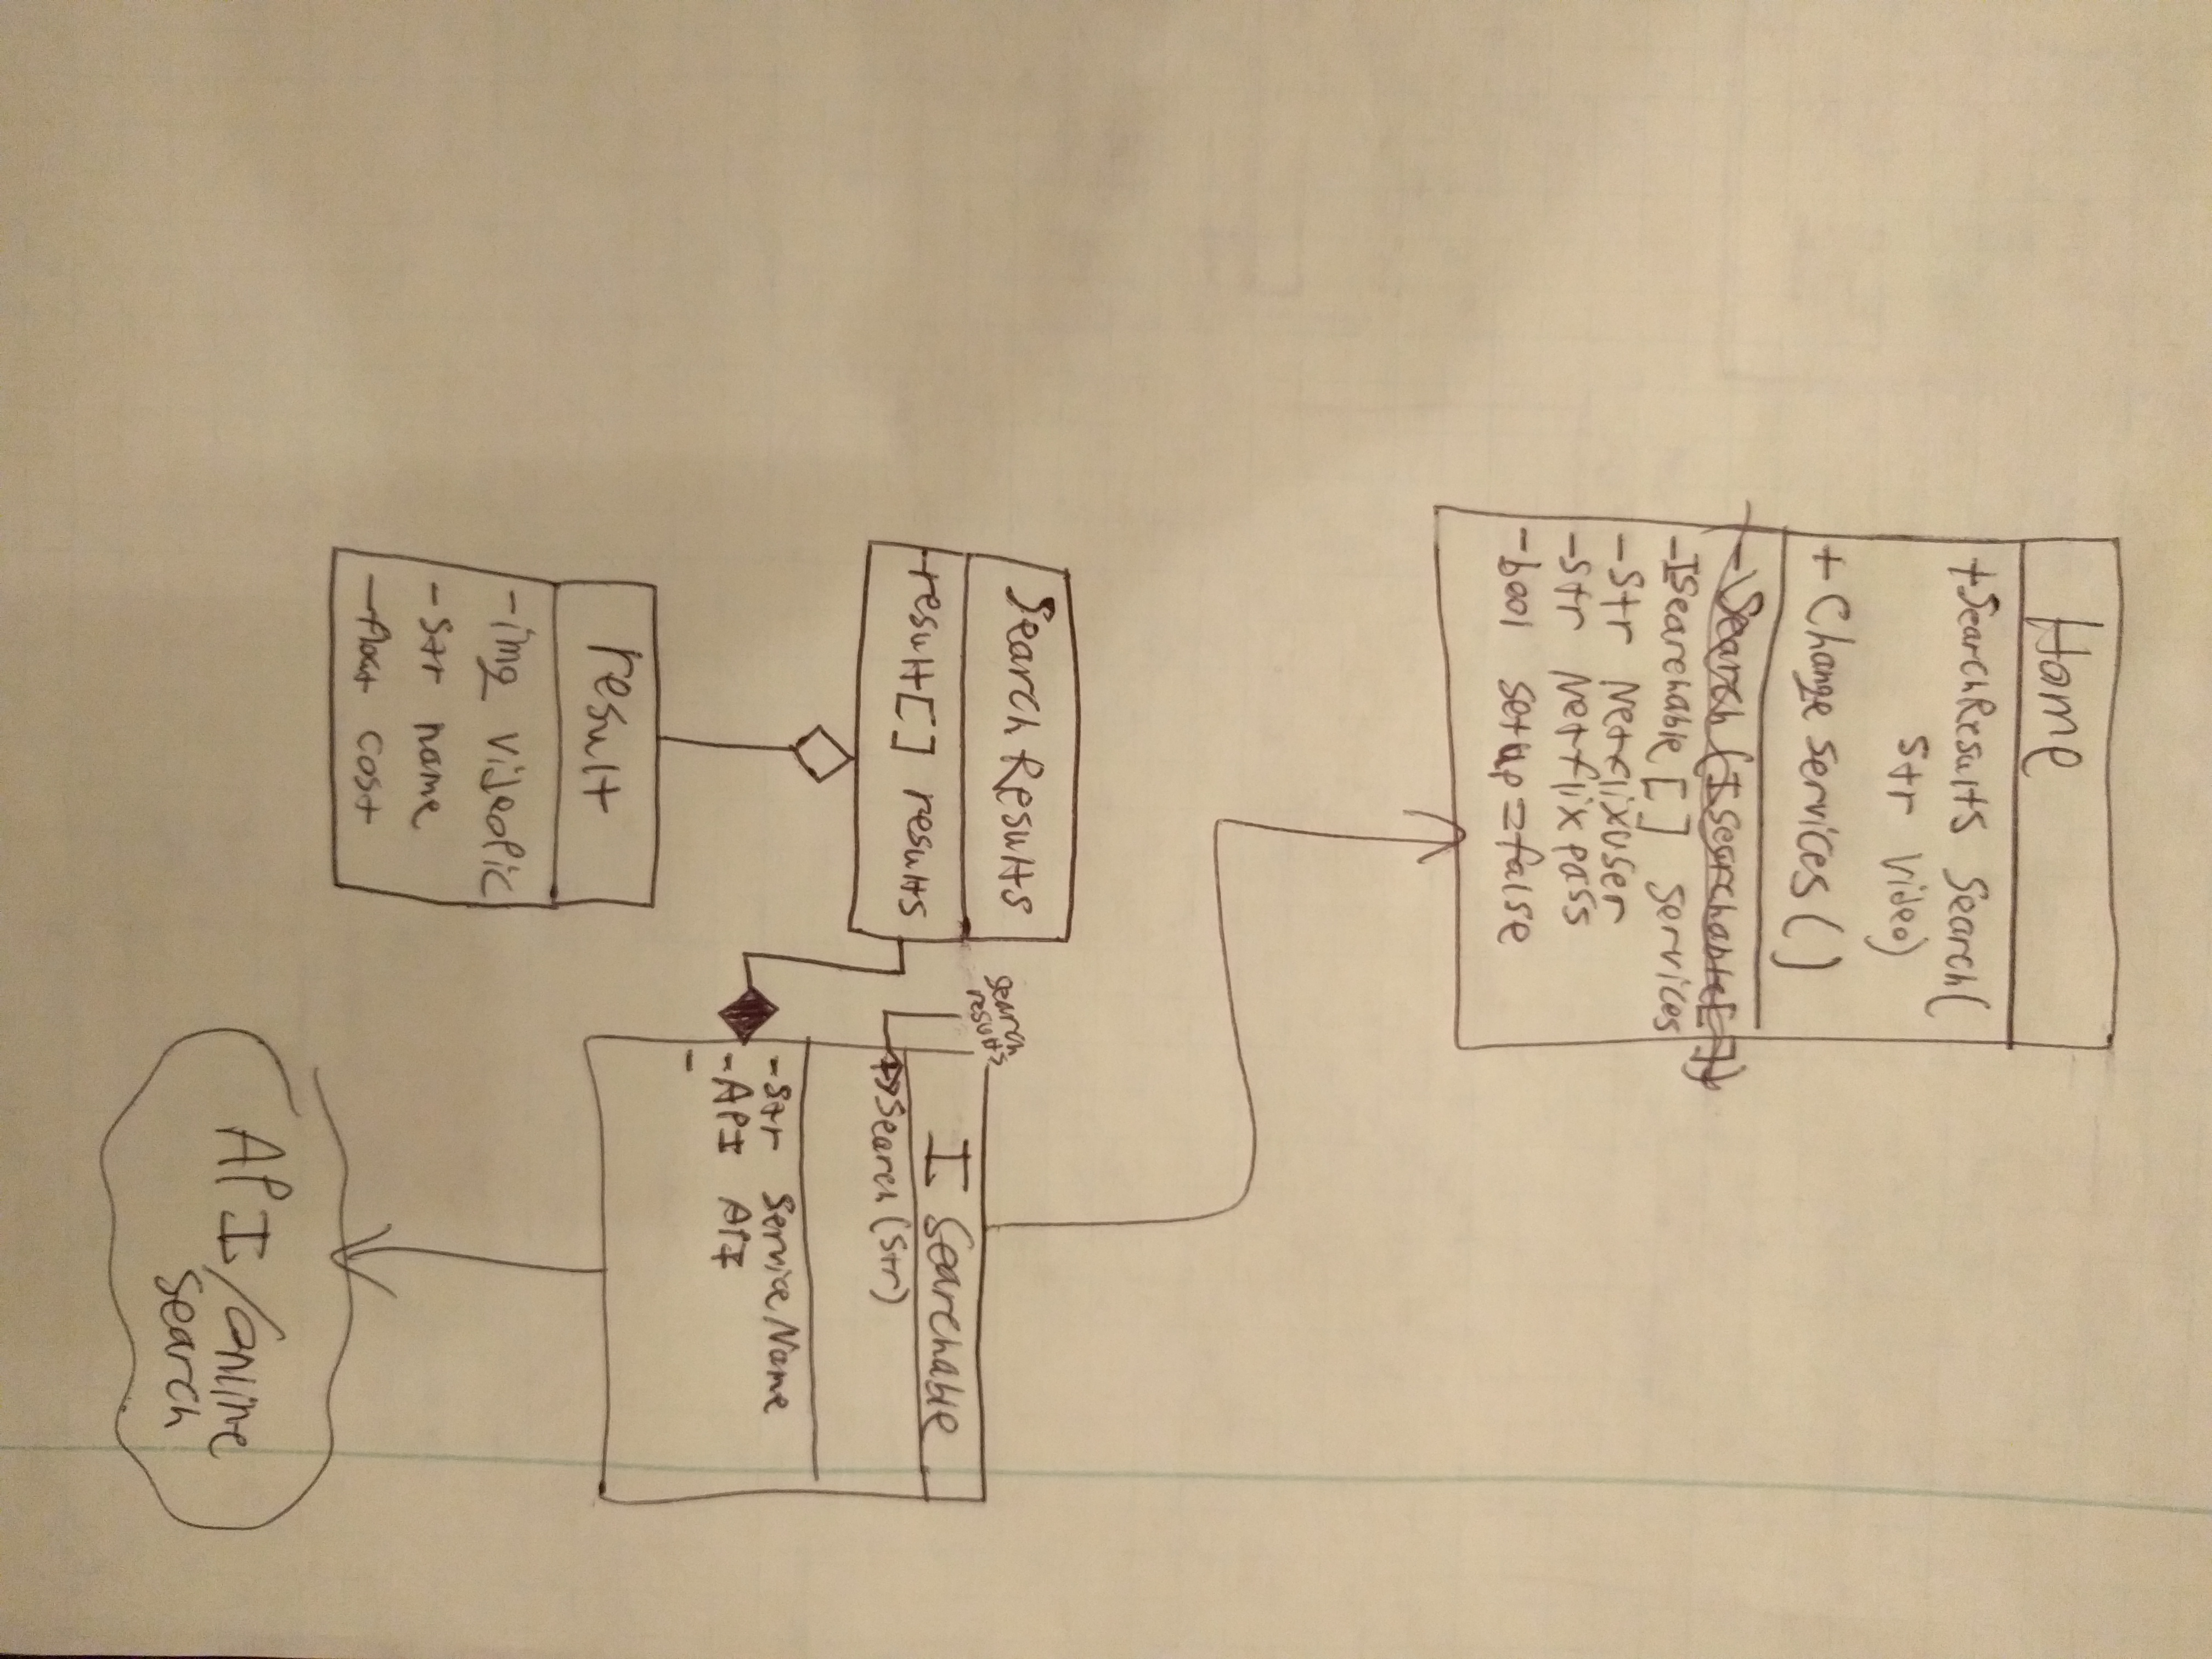 Home
+SearchResults Search(
Str Video)
+ Change Services ( )
- Search (ISearchable[])
-ISearchable [ ] services
-Str Netflixuser
-Str Netflixpass
-bool setup=false
SearchResults
-result[ ] results
search
results
I Searchable
+Search(Str)
-Str ServiceName
-API API
-
result
-img VideoPic
-Str name
-float cost
API/online
Search